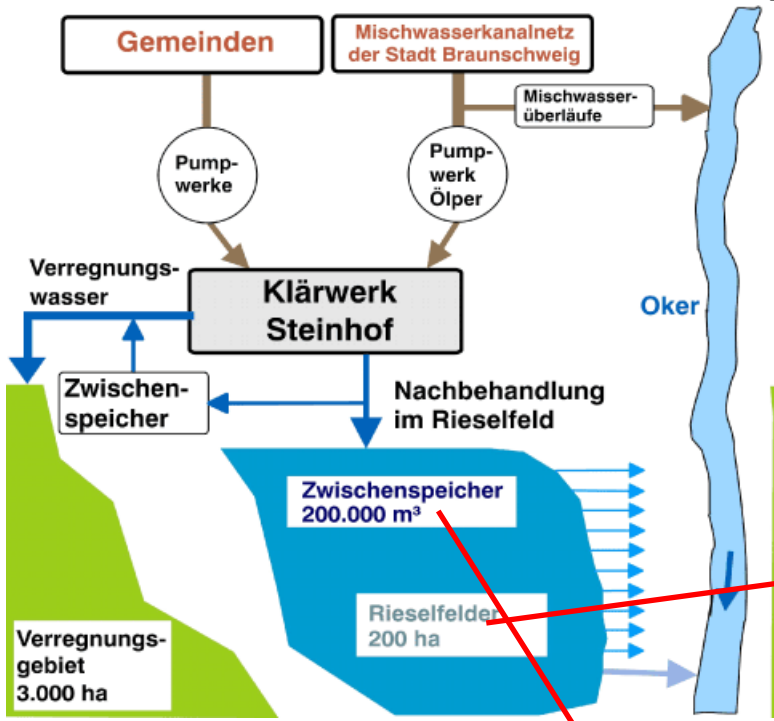 Gemeinden
Mischwasserkanalnetz
der Stadt Braunschweig
Mischwasser-
überläufe
Pump-
werke
Pump-
werk
Ölper
Verregnungs-
wasser
Klärwerk
Steinhof
Oker
Zwischen-
speicher
Nachbehandlung
im Rieselfeld
Zwischenspeicher
200.000 m³
Rieselfelder
200 ha
Verregnungs-
gebiet
3.000 ha